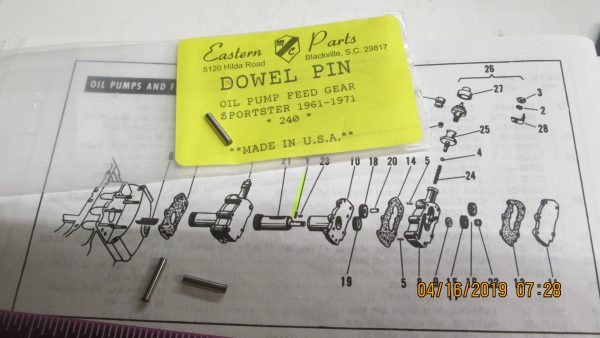 Eastern MC Parts
5120 Hilda Road Blackville, S.C. 29817
DOWEL PIN
OIL PUMP FEED GEAR
SPORTSTER 1961-1971
* 240 *
**MADE IN U.S.A.**
OIL PUMPS AND F
26
27
3
2
28
25
4
24
21 23 10 18 20 14 5
19
5
04/16/2019 07:28